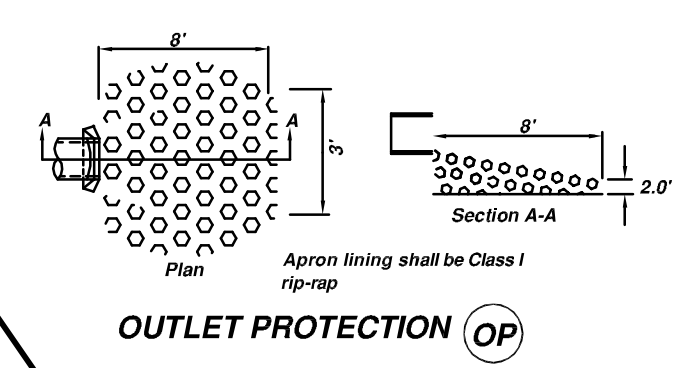 8'
A
A
3'
Plan
8'
2.0'
Section A-A
Apron lining shall be Class I
rip-rap
OUTLET PROTECTION OP